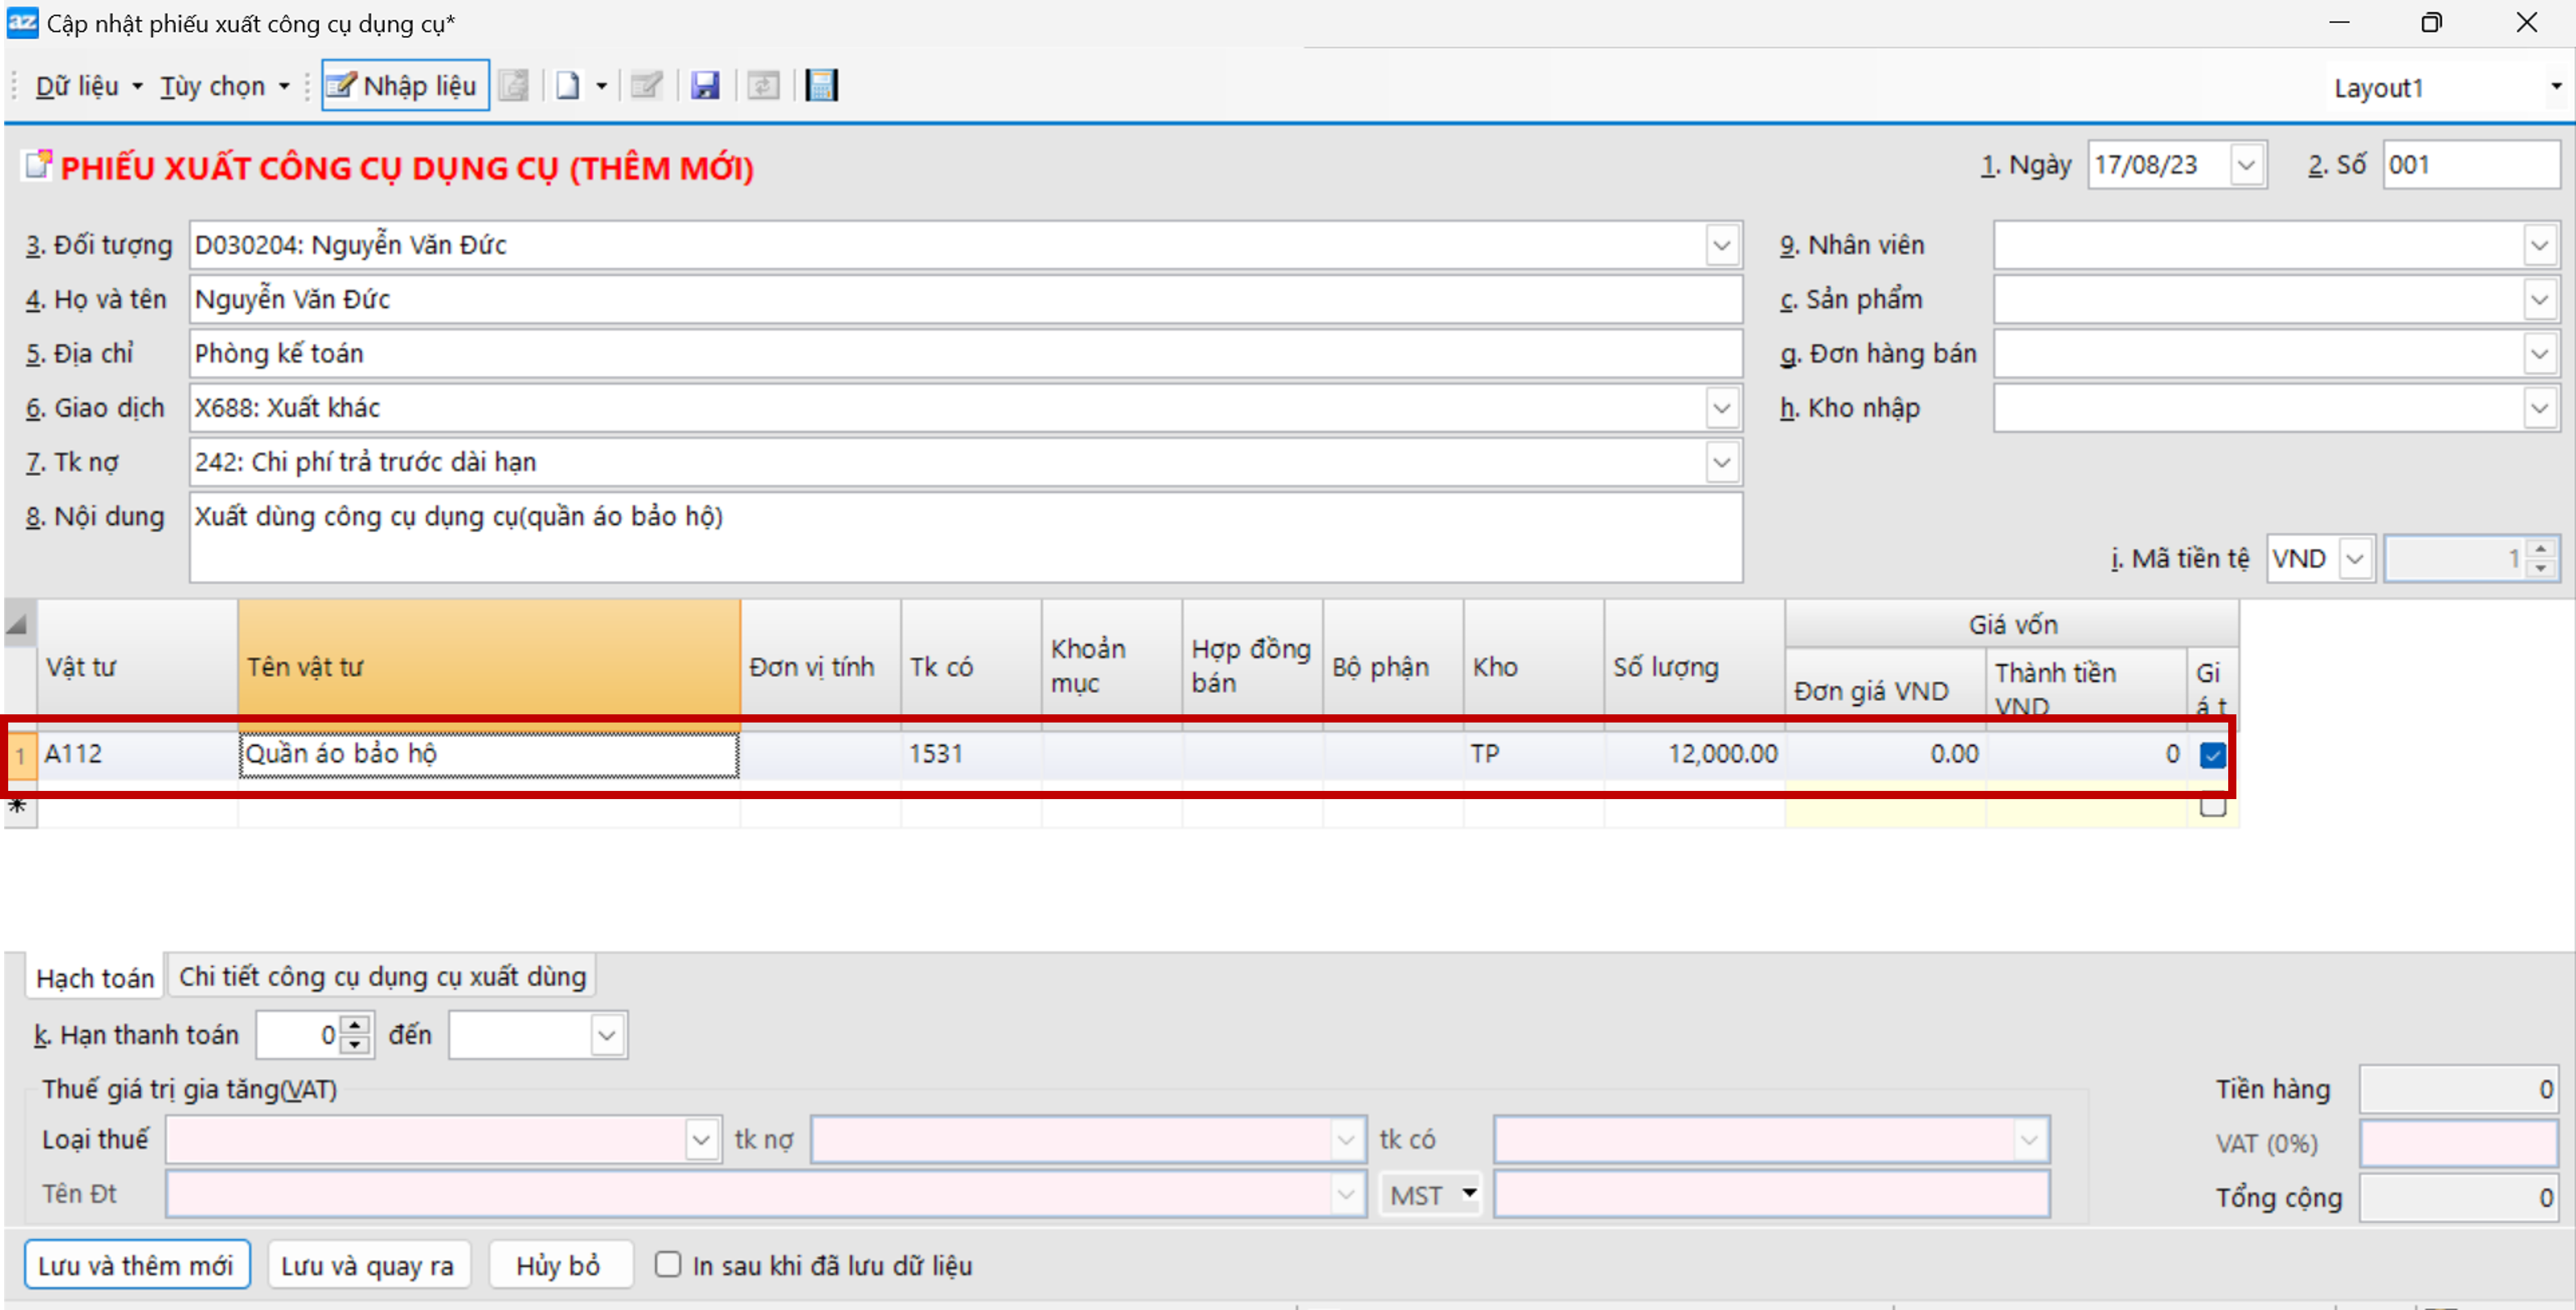 az Cập nhật phiếu xuất công cụ dụng cụ*
Dữ liệu Tùy chọn Nhập liệu Layout1
PHIẾU XUẤT CÔNG CỤ DỤNG CỤ (THÊM MỚI) 1. Ngày 17/08/23 2. Số 001
3. Đối tượng D030204: Nguyễn Văn Đức 9. Nhân viên
4. Họ và tên Nguyễn Văn Đức c. Sản phẩm
5. Địa chỉ Phòng kế toán g. Đơn hàng bán
6. Giao dịch X688: Xuất khác h. Kho nhập
7. Tk nợ 242: Chi phí trả trước dài hạn
8. Nội dung Xuất dùng công cụ dụng cụ(quần áo bảo hộ)
i. Mã tiền tệ VND 1
Giá vốn
Vật tư Tên vật tư Đơn vị tính Tk có Khoản mục Hợp đồng bán Bộ phận Kho Số lượng Đơn giá VND Thành tiền VND Gi á t
1 A112 Quần áo bảo hộ 1531 TP 12,000.00 0.00 0
*
Hạch toán Chi tiết công cụ dụng cụ xuất dùng
k. Hạn thanh toán 0 đến
Thuế giá trị gia tăng(VAT) Tiền hàng 0
Loại thuế tk nợ tk có VAT (0%)
Tên Đt MST Tổng cộng 0
Lưu và thêm mới Lưu và quay ra Hủy bỏ In sau khi đã lưu dữ liệu